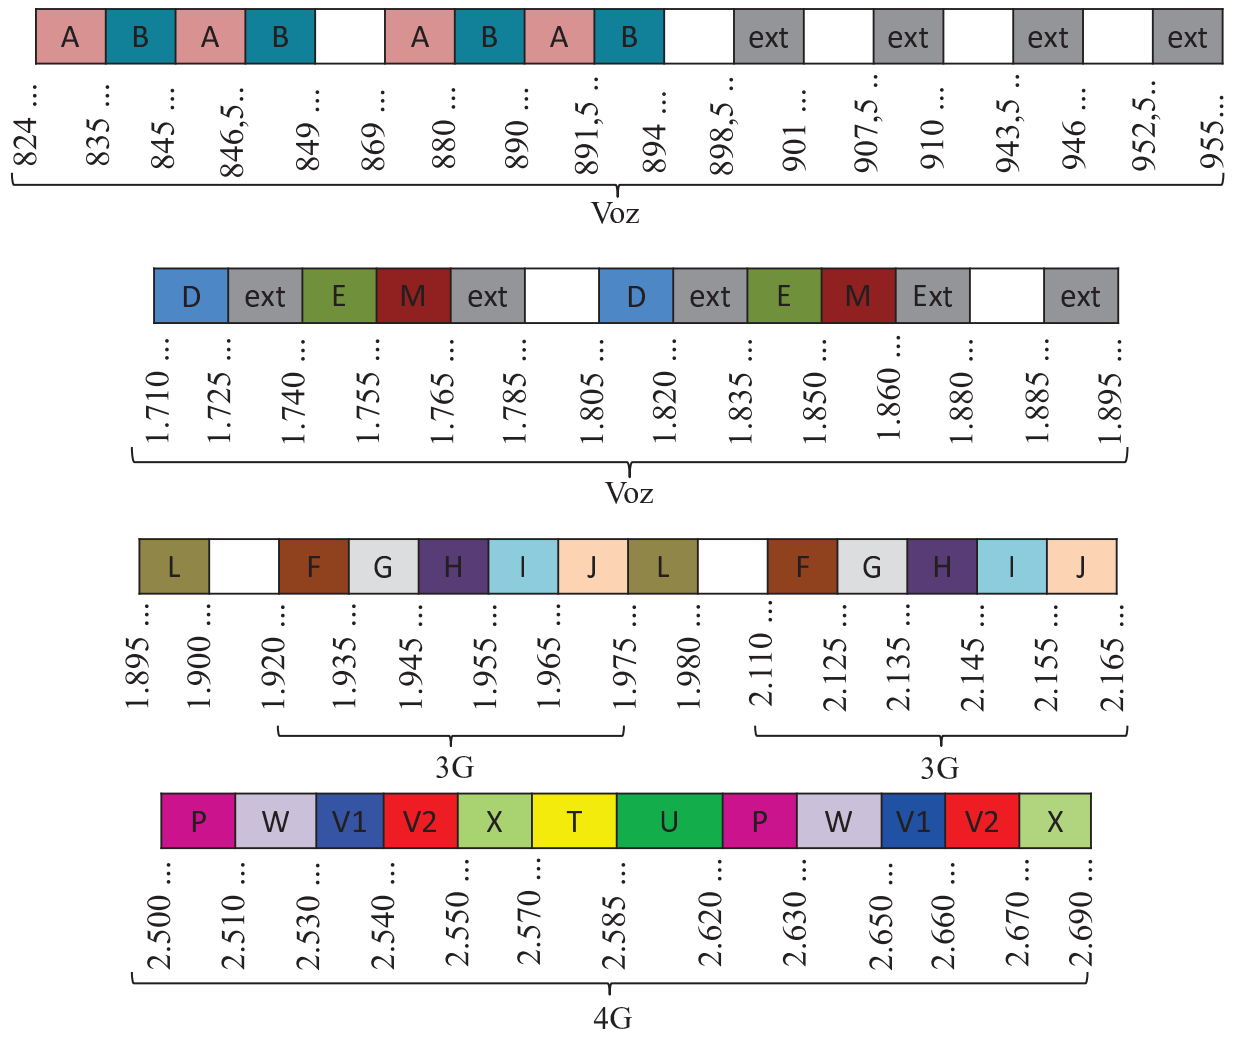 A B A B A B A B ext ext ext ext
824 ... 835 ... 845 ... 846,5.. 849 ... 869 ... 880 ... 890 ... 891,5 .. 894 ... 898,5 .. 901 ... 907,5 .. 910 ... 943,5 .. 946 ... 952,5.. 955...
Voz
D ext E M ext D ext E M Ext ext
1.710 ... 1.725 ... 1.740 ... 1.755 ... 1.765 ... 1.785 ... 1.805 ... 1.820 ... 1.835 ... 1.850 ... 1.860 ... 1.880 ... 1.885 ... 1.895 ...
Voz
L F G H I J L F G H I J
1.895 ... 1.900 ... 1.920 ... 1.935 ... 1.945 ... 1.955 ... 1.965 ... 1.975 ... 1.980 ... 2.110 ... 2.125 ... 2.135 ... 2.145 ... 2.155 ... 2.165 ...
3G 3G
P W V1 V2 X T U P W V1 V2 X
2.500 ... 2.510 ... 2.530 ... 2.540 ... 2.550 ... 2.570 ... 2.585 ... 2.620 ... 2.630 ... 2.650 ... 2.660 ... 2.670 ... 2.690 ...
4G